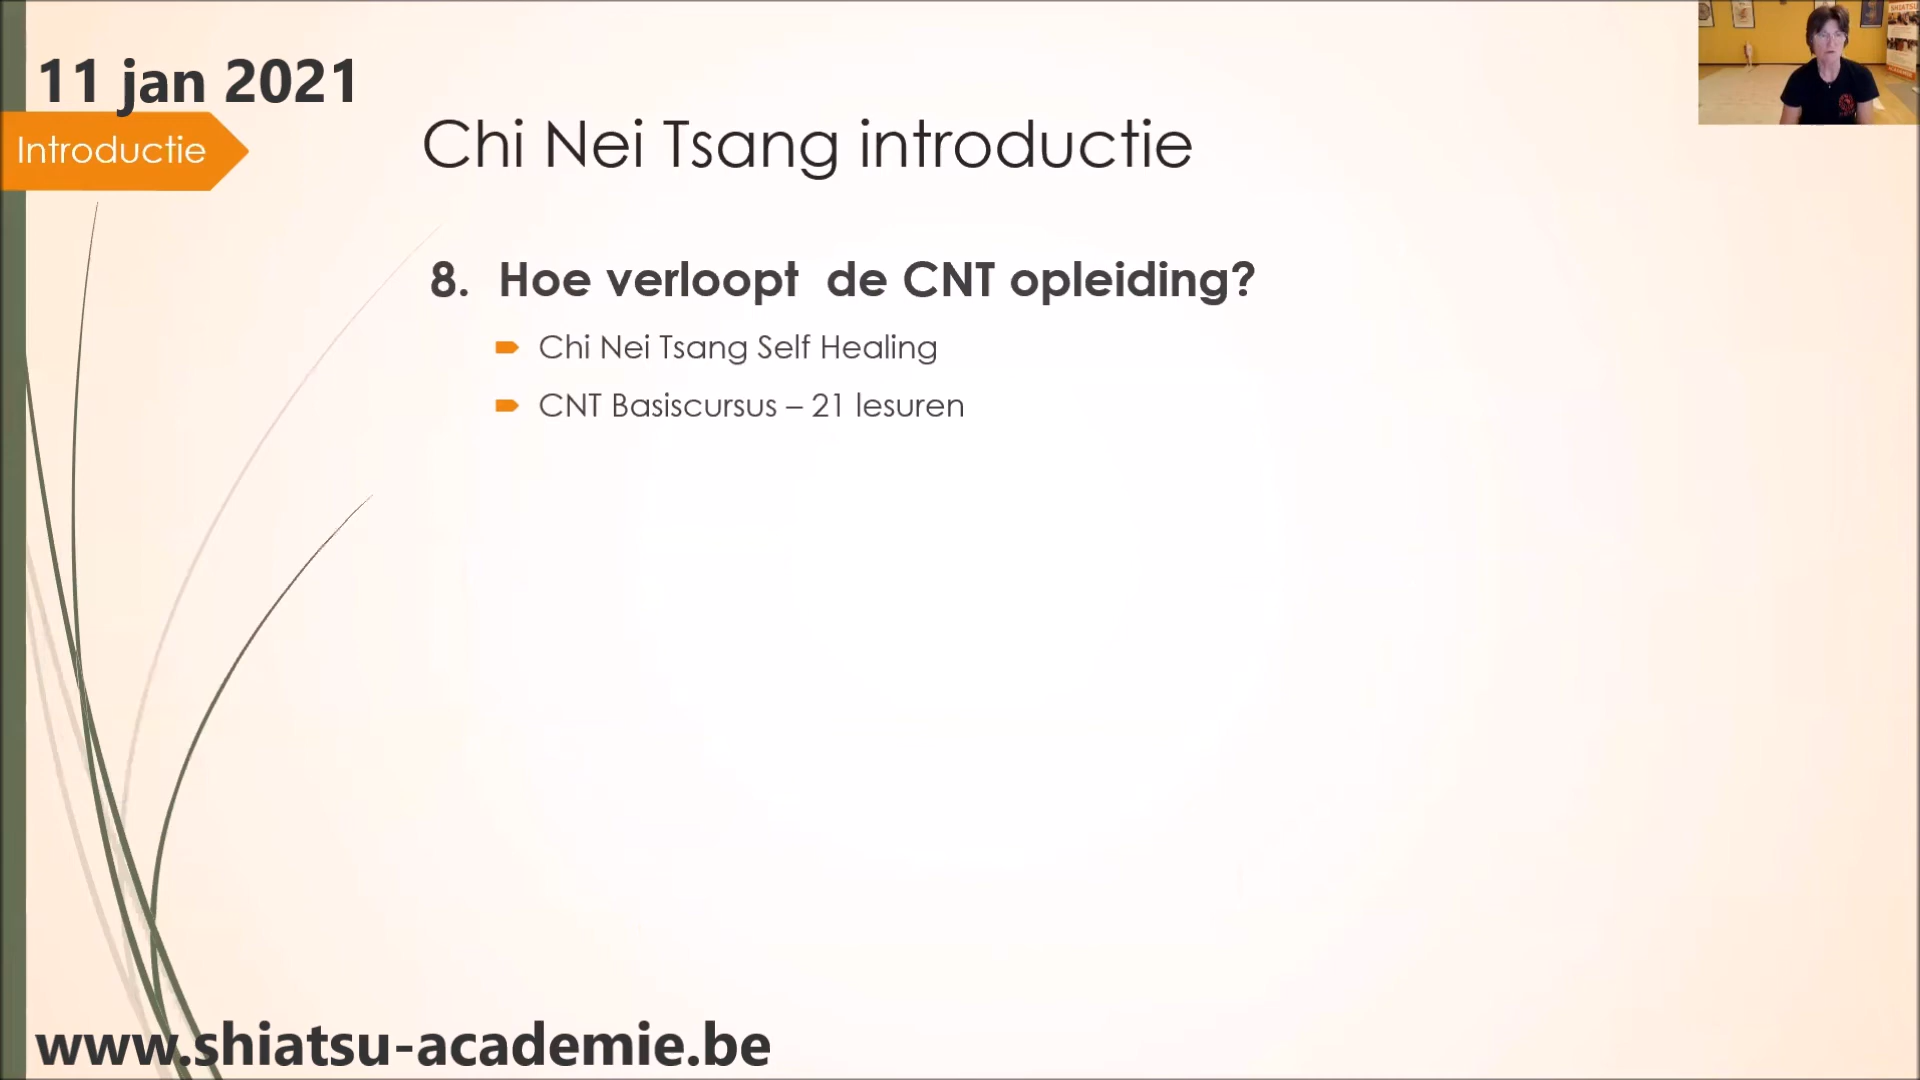 11 jan 2021
Introductie
Chi Nei Tsang introductie
8. Hoe verloopt de CNT opleiding?
Chi Nei Tsang Self Healing
CNT Basiscursus – 21 lesuren
www.shiatsu-academie.be
SHIATSU